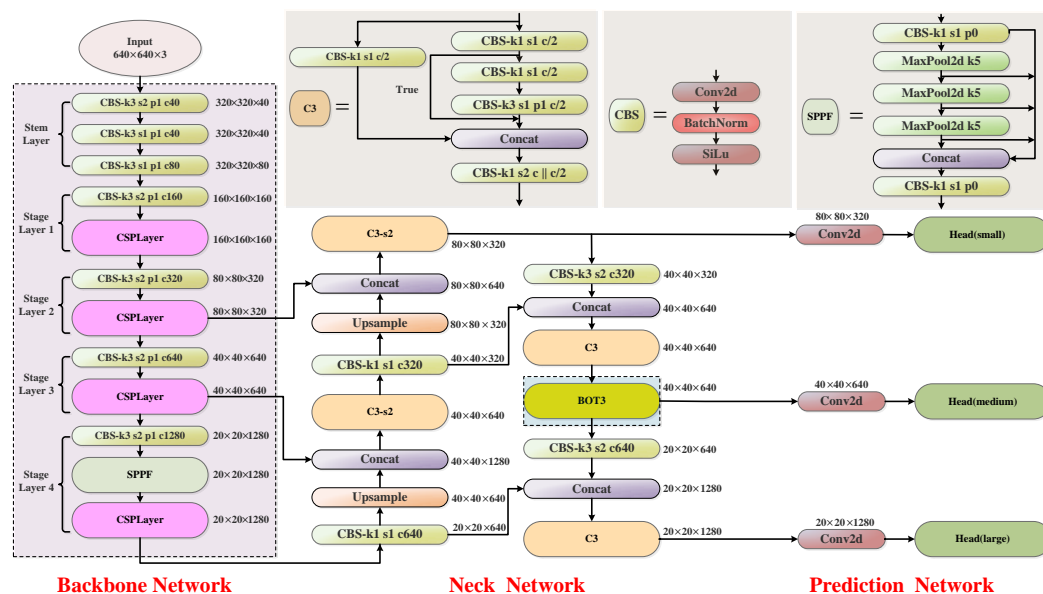 Input
640×640×3
Stem
Layer
CBS-k3 s2 p1 c40
320×320×40
CBS-k3 s1 p1 c40
320×320×40
CBS-k3 s1 p1 c80
320×320×80
Stage
Layer 1
CBS-k3 s2 p1 c160
160×160×160
CSPLayer
160×160×160
Stage
Layer 2
CBS-k3 s2 p1 c320
80×80×320
CSPLayer
80×80×320
Stage
Layer 3
CBS-k3 s2 p1 c640
40×40×640
CSPLayer
40×40×640
Stage
Layer 4
CBS-k3 s2 p1 c1280
20×20×1280
SPPF
20×20×1280
CSPLayer
20×20×1280
Backbone Network
C3
=
CBS-k1 s1 c/2
CBS-k1 s1 c/2
CBS-k1 s1 c/2
True
CBS-k3 s1 p1 c/2
Concat
CBS-k1 s2 c || c/2
CBS
=
Conv2d
BatchNorm
SiLu
SPPF
=
CBS-k1 s1 p0
MaxPool2d k5
MaxPool2d k5
MaxPool2d k5
Concat
CBS-k1 s1 p0
C3-s2
80×80×320
Concat
80×80×640
Upsample
80×80×320
CBS-k1 s1 c320
40×40×320
C3-s2
40×40×640
Concat
40×40×1280
Upsample
40×40×640
CBS-k1 s1 c640
20×20×640
CBS-k3 s2 c320
40×40×320
Concat
40×40×640
C3
40×40×640
BOT3
40×40×640
CBS-k3 s2 c640
20×20×640
Concat
20×20×1280
C3
20×20×1280
Neck Network
80×80×320
Conv2d
Head(small)
40×40×640
Conv2d
Head(medium)
20×20×1280
Conv2d
Head(large)
Prediction Network